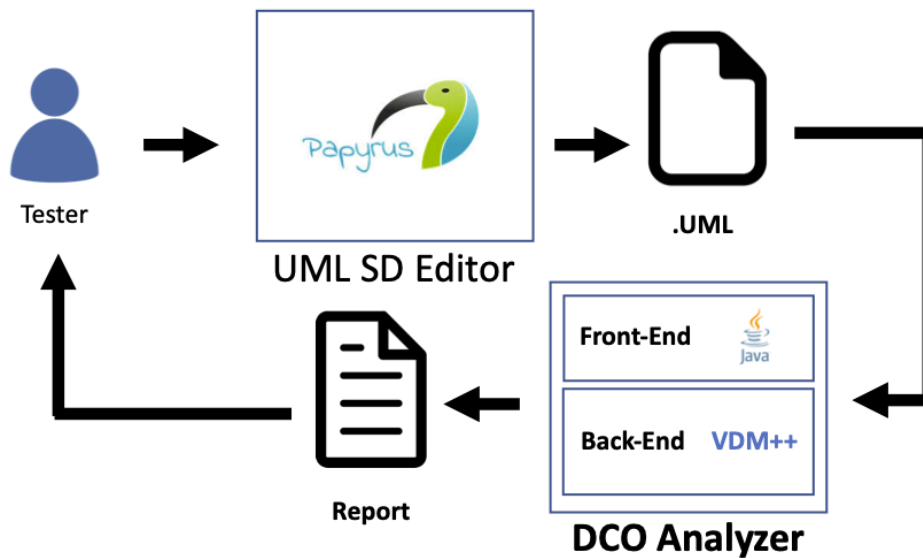 Papyrus
Tester
UML SD Editor
.UML
Front-End
Java
Back-End VDM++
DCO Analyzer
Report